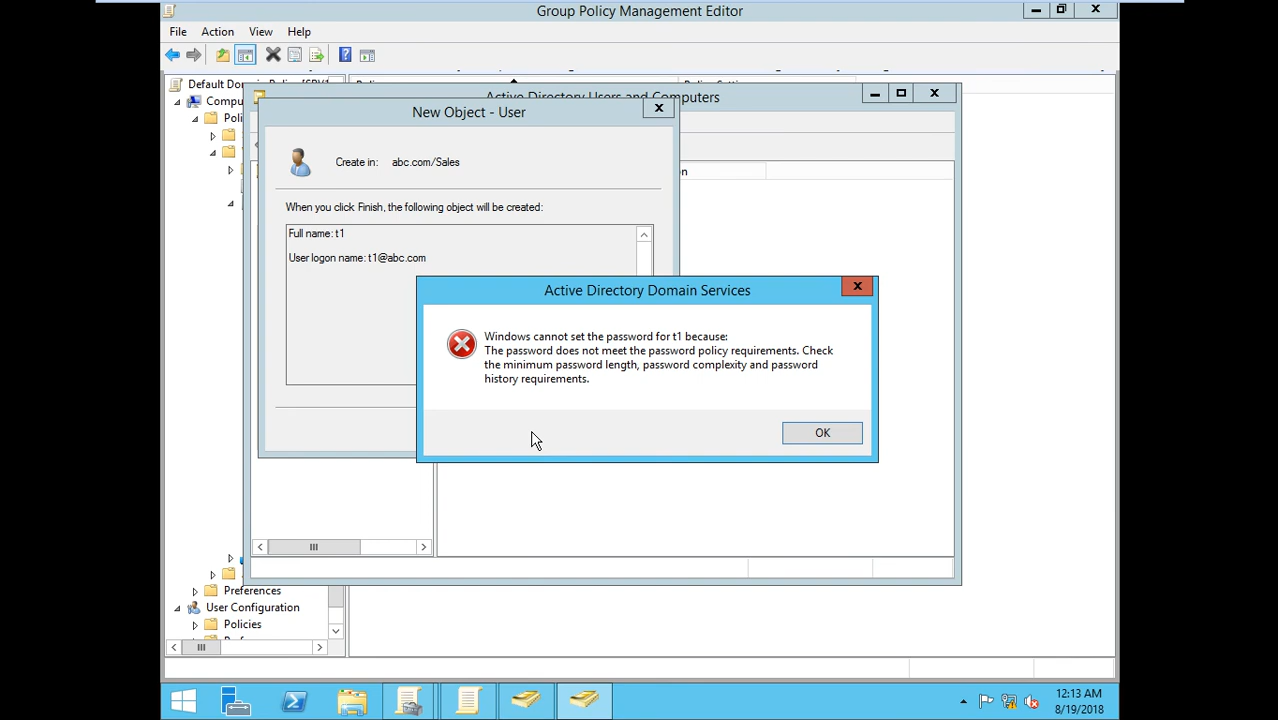 Group Policy Management Editor
File Action View Help
Default Dom
Compu
Poli
Active Directory Users and Computers
New Object - User
Create in: abc.com/Sales
When you click Finish, the following object will be created:
Full name: t1
User logon name: t1@abc.com
Active Directory Domain Services
Windows cannot set the password for t1 because:
The password does not meet the password policy requirements. Check
the minimum password length, password complexity and password
history requirements.
OK
Preferences
User Configuration
Policies
12:13 AM
8/19/2018